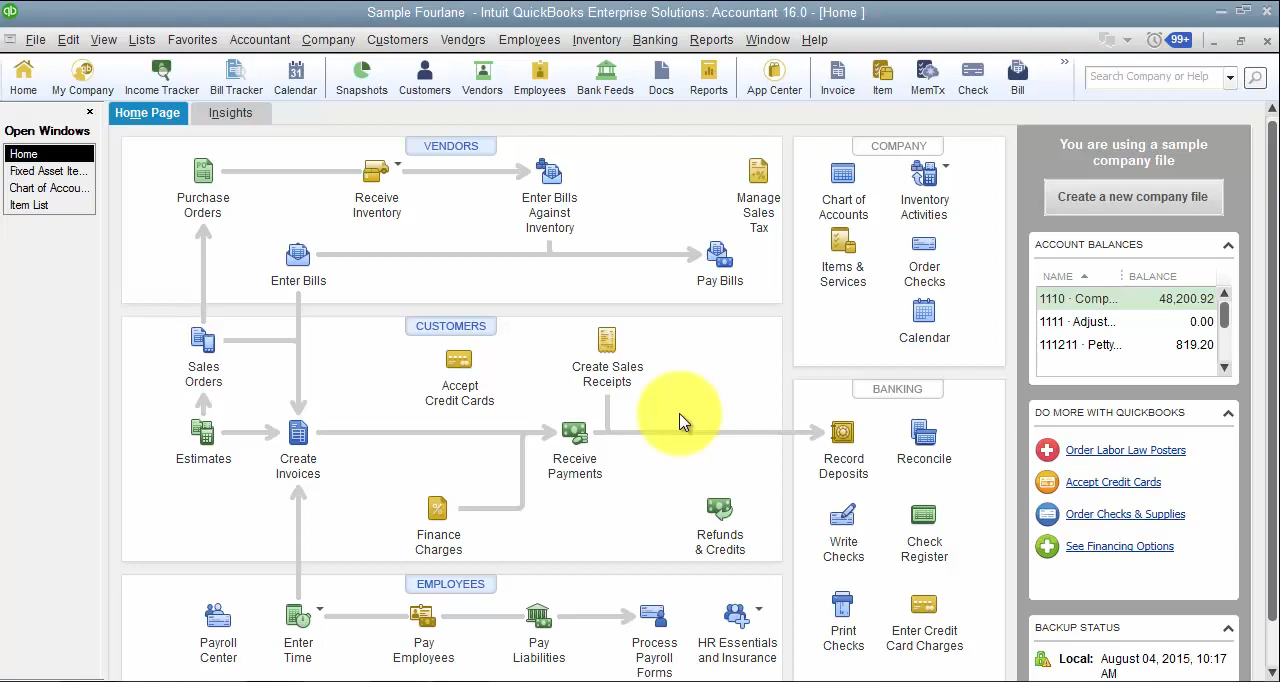 qb
Sample Fourlane - Intuit QuickBooks Enterprise Solutions: Accountant 16.0 - [Home ]
File Edit View Lists Favorites Accountant Company Customers Vendors Employees Inventory Banking Reports Window Help
99+
Home My Company Income Tracker Bill Tracker Calendar Snapshots Customers Vendors Employees Bank Feeds Docs Reports App Center Invoice Item MemTx Check Bill
31
Search Company or Help
Open Windows
Home
Fixed Asset Ite...
Chart of Accou...
Item List
Home Page Insights
VENDORS
Purchase
Orders
Receive
Inventory
Enter Bills
Against
Inventory
Manage
Sales
Tax
Enter Bills
Pay Bills
CUSTOMERS
Sales
Orders
Accept
Credit Cards
Create Sales
Receipts
Estimates
Create
Invoices
Receive
Payments
Finance
Charges
Refunds
& Credits
EMPLOYEES
Payroll
Center
Enter
Time
Pay
Employees
Pay
Liabilities
Process
Payroll
Forms
HR Essentials
and Insurance
COMPANY
Chart of
Accounts
Inventory
Activities
Items &
Services
Order
Checks
Calendar
BANKING
Record
Deposits
Reconcile
Write
Checks
Check
Register
Print
Checks
Enter Credit
Card Charges
You are using a sample
company file
Create a new company file
ACCOUNT BALANCES
NAME BALANCE
1110 · Comp... 48,200.92
1111 · Adjust... 0.00
111211 · Petty... 819.20
DO MORE WITH QUICKBOOKS
Order Labor Law Posters
Accept Credit Cards
Order Checks & Supplies
See Financing Options
BACKUP STATUS
Local: August 04, 2015, 10:17
AM